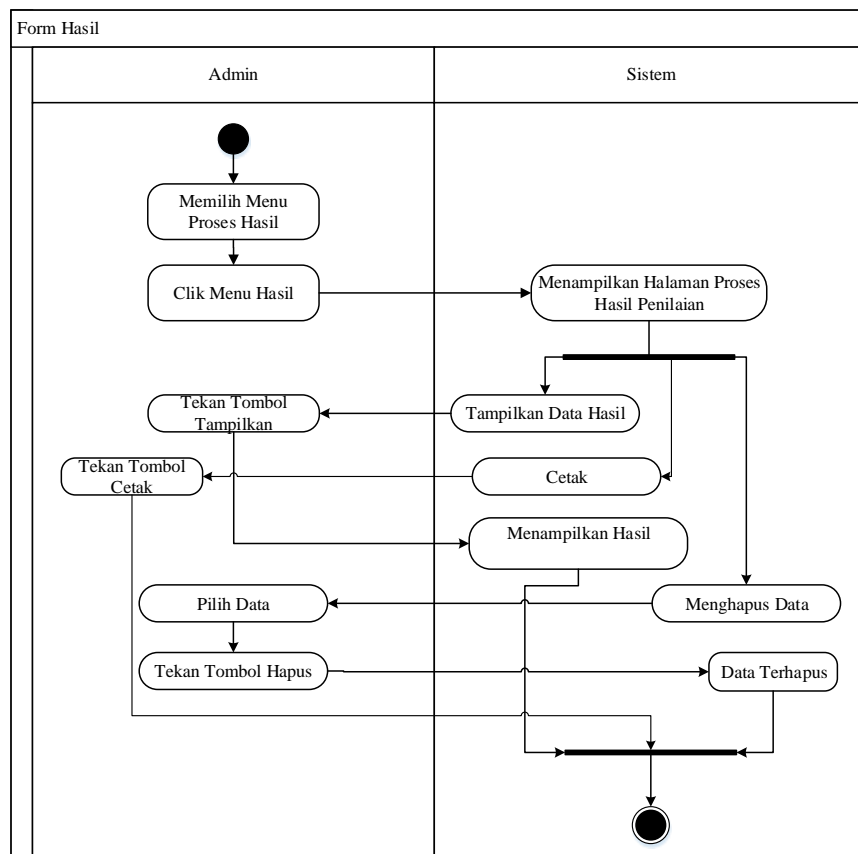 Form Hasil
Admin
Sistem
Memilih Menu
Proses Hasil
Clik Menu Hasil
Menampilkan Halaman Proses
Hasil Penilaian
Tekan Tombol
Tampilkan
Tampilkan Data Hasil
Tekan Tombol
Cetak
Cetak
Menampilkan Hasil
Pilih Data
Menghapus Data
Tekan Tombol Hapus
Data Terhapus